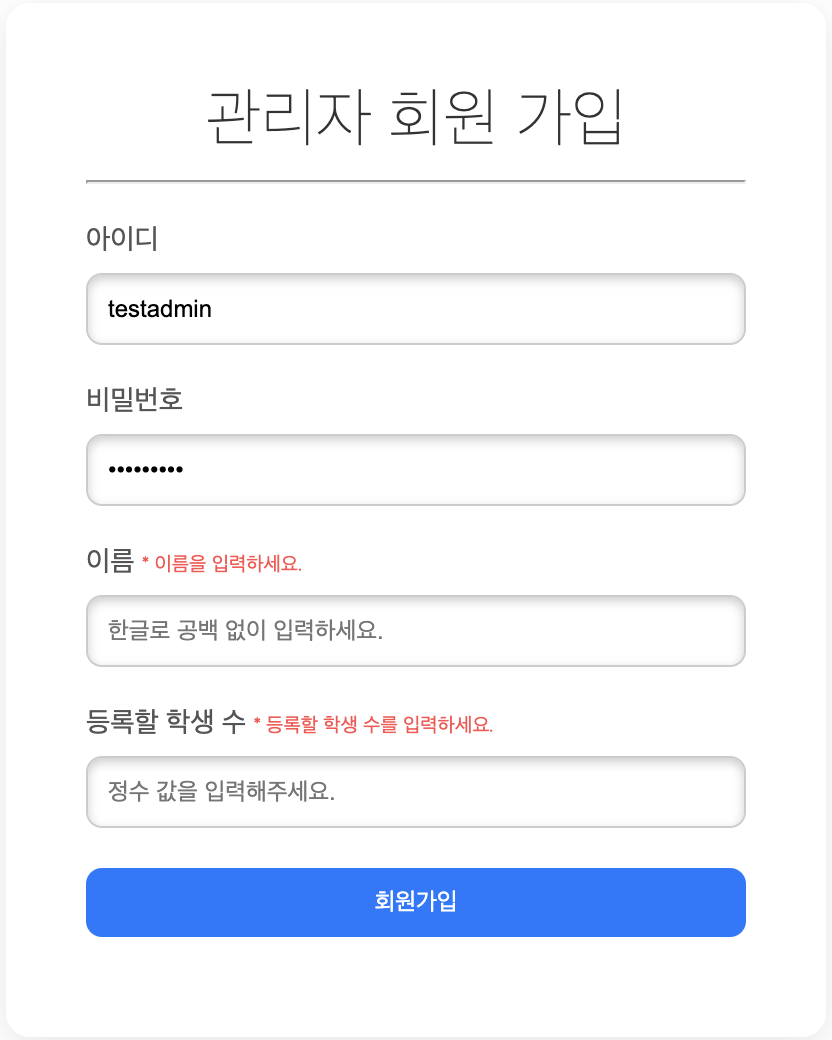 관리자 회원 가입
아이디
testadmin
비밀번호
•••••••••
이름 * 이름을 입력하세요.
한글로 공백 없이 입력하세요.
등록할 학생 수 * 등록할 학생 수를 입력하세요.
정수 값을 입력해주세요.
회원가입